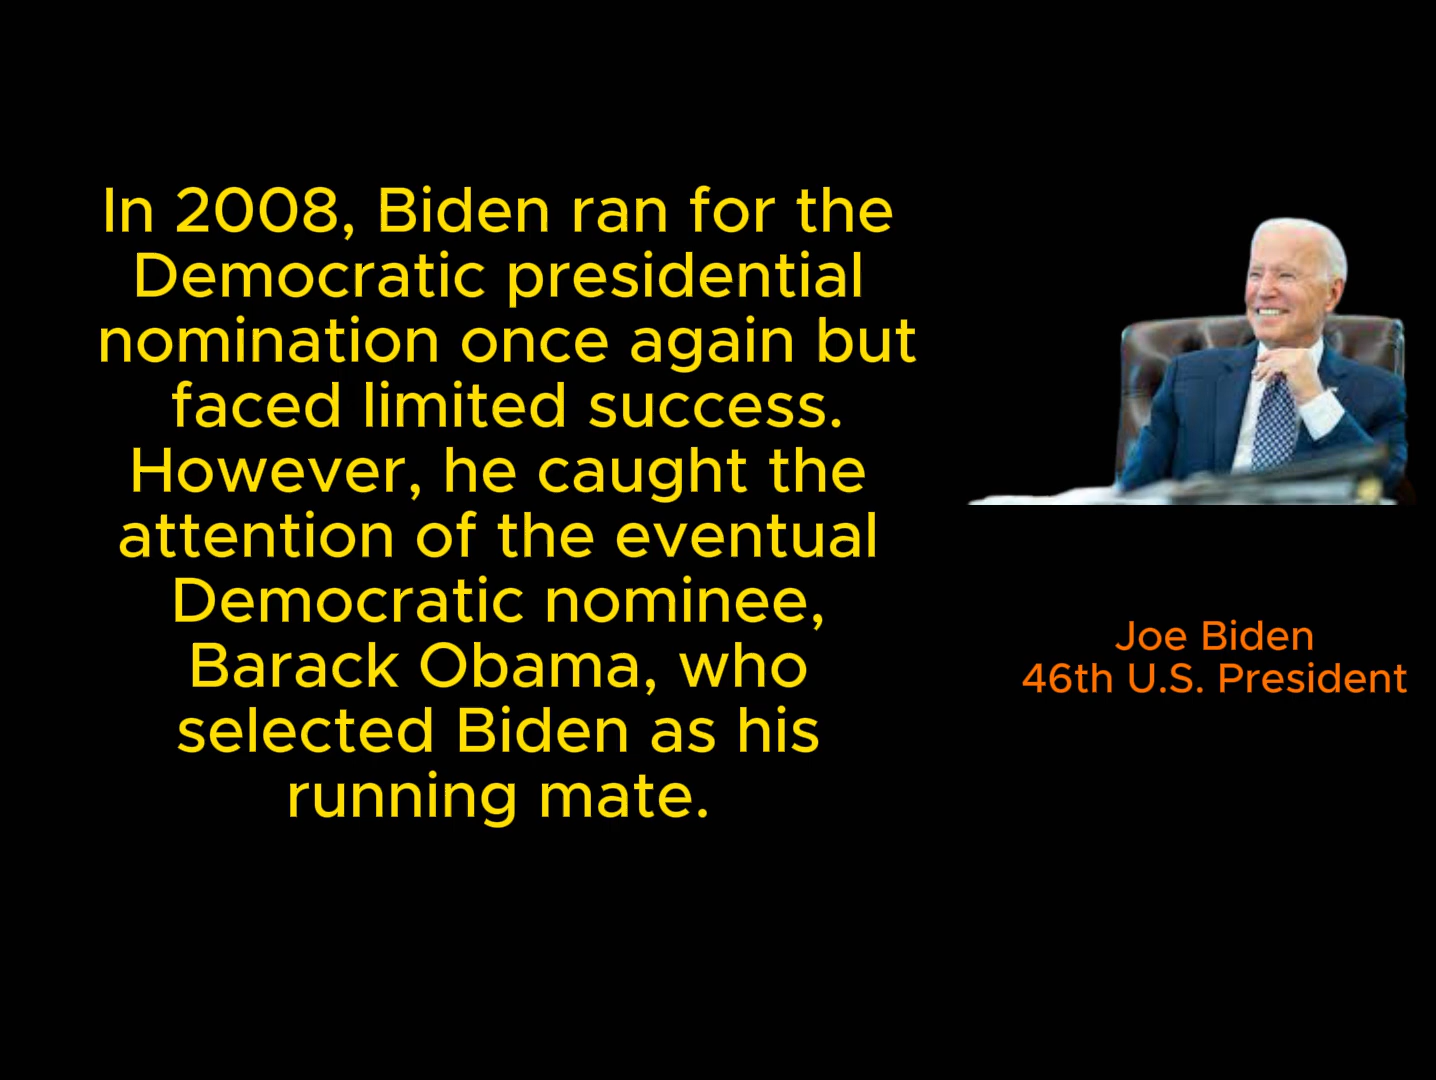 In 2008, Biden ran for the
Democratic presidential
nomination once again but
faced limited success.
However, he caught the
attention of the eventual
Democratic nominee,
Barack Obama, who
selected Biden as his
running mate.
Joe Biden
46th U.S. President